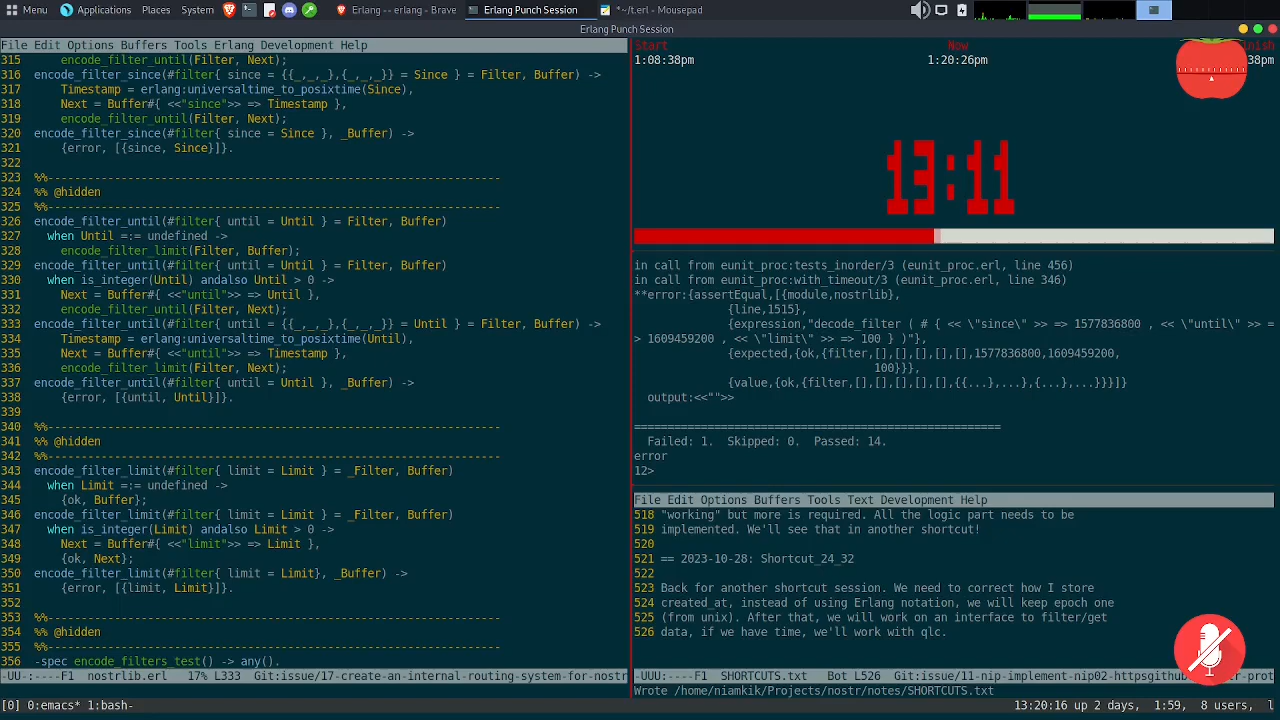 Menu Applications Places System Erlang -- erlang - Brave Erlang Punch Session *~/t.erl - Mousepad
Erlang Punch Session
File Edit Options Buffers Tools Erlang Development Help
315 encode_filter_until(Filter, Next);
316 encode_filter_since(#filter{ since = {{_,_,_},{_,_,_}} = Since } = Filter, Buffer) ->
317 Timestamp = erlang:universaltime_to_posixtime(Since),
318 Next = Buffer#{ <<"since">> => Timestamp },
319 encode_filter_until(Filter, Next);
320 encode_filter_since(#filter{ since = Since }, _Buffer) ->
321 {error, [{since, Since}]}.
322
323 %%----------------------------------------------------
324 %% @hidden
325 %%----------------------------------------------------
326 encode_filter_until(#filter{ until = Until } = Filter, Buffer)
327 when Until =:= undefined ->
328 encode_filter_limit(Filter, Buffer);
329 encode_filter_until(#filter{ until = Until } = Filter, Buffer)
330 when is_integer(Until) andalso Until > 0 ->
331 Next = Buffer#{ <<"until">> => Until },
332 encode_filter_until(Filter, Next);
333 encode_filter_until(#filter{ until = {{_,_,_},{_,_,_}} = Until } = Filter, Buffer) ->
334 Timestamp = erlang:universaltime_to_posixtime(Until),
335 Next = Buffer#{ <<"until">> => Timestamp },
336 encode_filter_limit(Filter, Next);
337 encode_filter_until(#filter{ until = Until }, _Buffer) ->
338 {error, [{until, Until}]}.
339
340 %%----------------------------------------------------
341 %% @hidden
342 %%----------------------------------------------------
343 encode_filter_limit(#filter{ limit = Limit } = _Filter, Buffer)
344 when Limit =:= undefined ->
345 {ok, Buffer};
346 encode_filter_limit(#filter{ limit = Limit } = _Filter, Buffer)
347 when is_integer(Limit) andalso Limit > 0 ->
348 Next = Buffer#{ <<"limit">> => Limit },
349 {ok, Next};
350 encode_filter_limit(#filter{ limit = Limit}, _Buffer) ->
351 {error, [{limit, Limit}]}.
352
353 %%----------------------------------------------------
354 %% @hidden
355 %%----------------------------------------------------
356 -spec encode_filters_test() -> any().
-UU-:----F1 nostrlib.erl 17% L333 Git:issue/17-create-an-internal-routing-system-for-nostr
Start Now nish
1:08:38pm 1:20:26pm 38pm
13:11
in call from eunit_proc:tests_inorder/3 (eunit_proc.erl, line 456)
in call from eunit_proc:with_timeout/3 (eunit_proc.erl, line 346)
**error:{assertEqual,[{module,nostrlib},
{line,1515},
{expression,"decode_filter ( # { << \"since\" >> => 1577836800 , << \"until\" >> =
> 1609459200 , << \"limit\" >> => 100 } )"},
{expected,{ok,{filter,[],[],[],[],[],1577836800,1609459200,
100}}},
{value,{ok,{filter,[],[],[],[],[],{{...},...},{...},...}}}]}
output:<<"">>
=======================================================
Failed: 1. Skipped: 0. Passed: 14.
error
12>
File Edit Options Buffers Tools Text Development Help
518 "working" but more is required. All the logic part needs to be
519 implemented. We'll see that in another shortcut!
520
521 == 2023-10-28: Shortcut_24_32
522
523 Back for another shortcut session. We need to correct how I store
524 created_at, instead of using Erlang notation, we will keep epoch one
525 (from unix). After that, we will work on an interface to filter/get
526 data, if we have time, we'll work with qlc.
-UUU:----F1 SHORTCUTS.txt Bot L526 Git:issue/11-nip-implement-nip02-httpsgithub r-prot
Wrote /home/niamkik/Projects/nostr/notes/SHORTCUTS.txt
[0] 0:emacs* 1:bash- 13:20:16 up 2 days, 1:59, 8 users, l